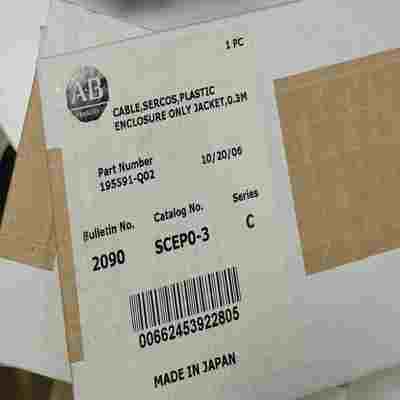 1 PC
AB
CABLE,SERCOS,PLASTIC
ENCLOSURE ONLY JACKET,0.3M
Part Number
195591-Q02
10/20/06
Bulletin No.
Catalog No.
Series
2090
SCEP0-3
C
00662453922805
MADE IN JAPAN